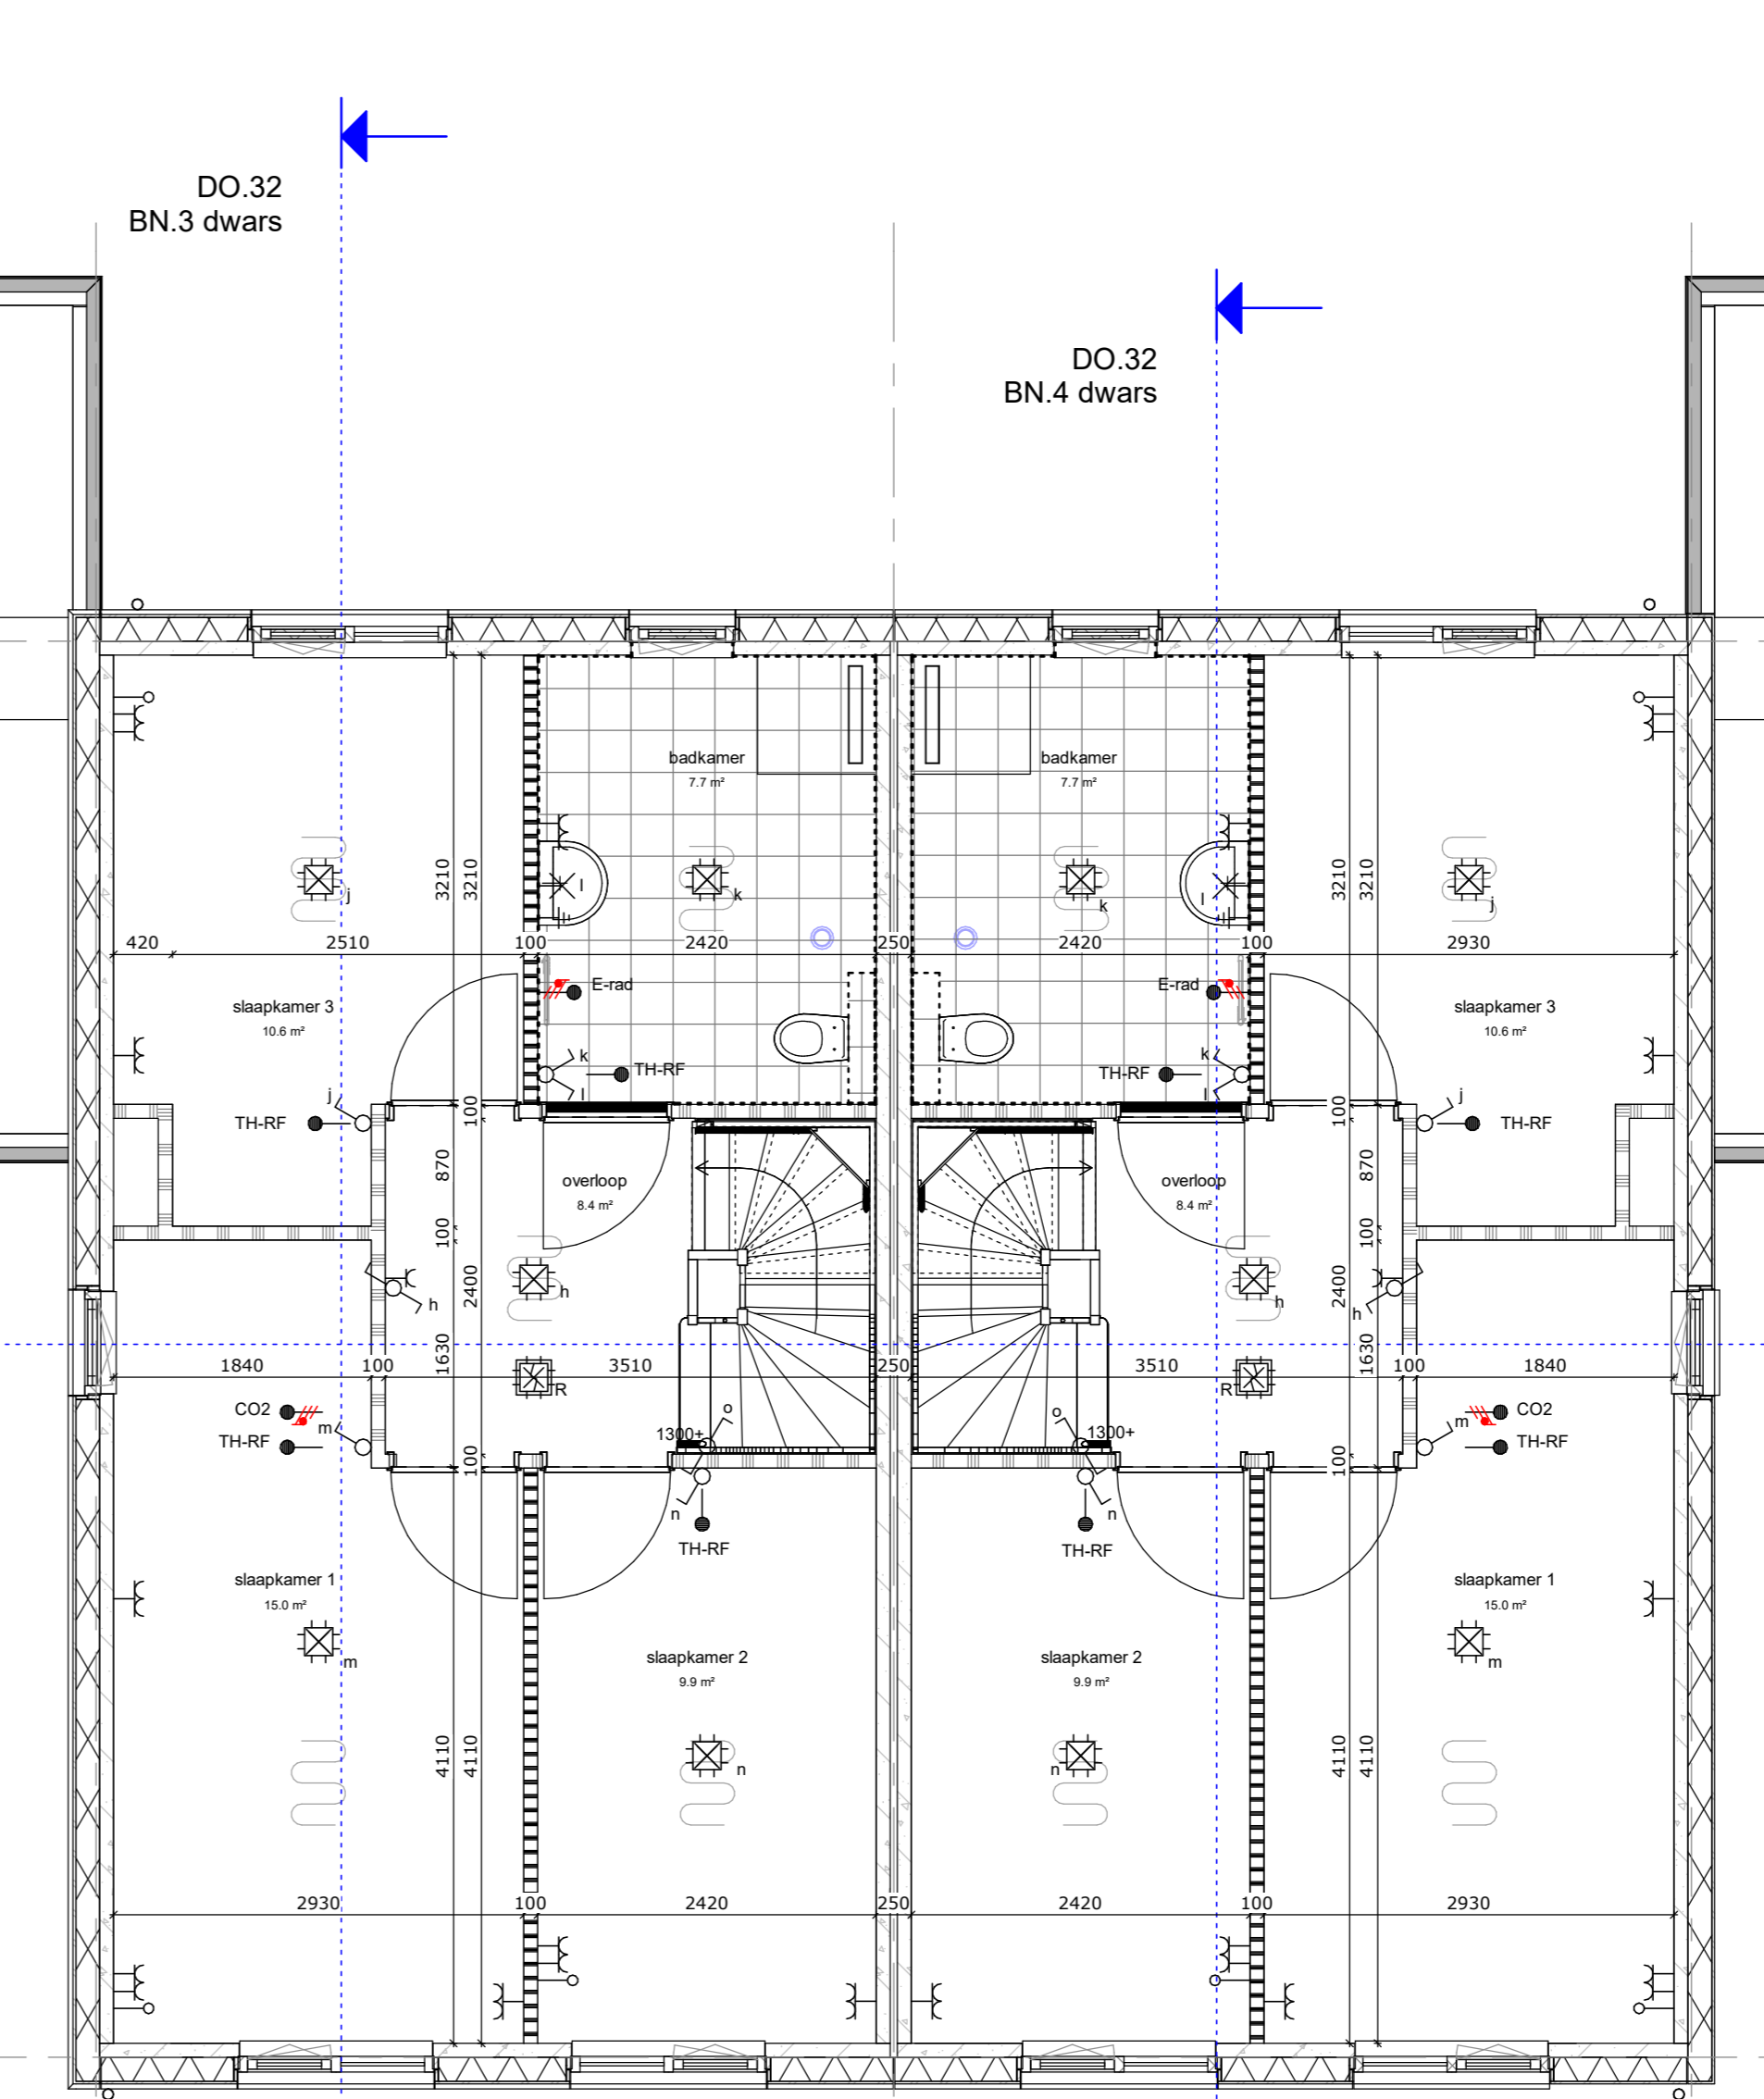 DO.32
BN.3 dwars
DO.32
BN.4 dwars
badkamer
7.7 m²
badkamer
7.7 m²
3210
3210
3210
3210
j
l
k
k
l
j
420
2510
100
2420
250
2420
100
2930
E-rad
E-rad
slaapkamer 3
10.6 m²
slaapkamer 3
10.6 m²
k
TH-RF
l
TH-RF
k
l
j
TH-RF
100
100
j
TH-RF
870
870
overloop
8.4 m²
overloop
8.4 m²
100
100
2400
2400
h
h
h
h
1630
1630
1840
100
3510
250
3510
100
1840
R
R
CO2
TH-RF
m
o
1300+
o
1300+
m
CO2
TH-RF
100
100
n
TH-RF
n
TH-RF
slaapkamer 1
15.0 m²
slaapkamer 1
15.0 m²
m
m
slaapkamer 2
9.9 m²
slaapkamer 2
9.9 m²
4110
4110
4110
4110
n
n
2930
100
2420
250
2420
100
2930